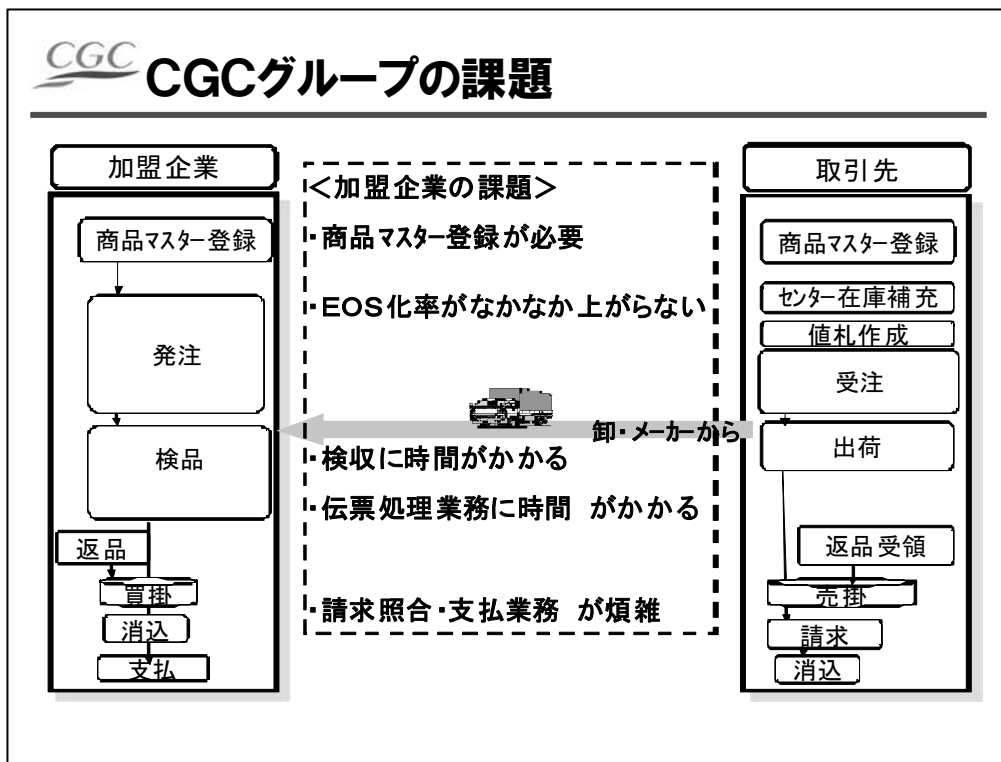 CGC
CGCグループの課題
加盟企業
商品マスター登録
発注
検品
返品
買掛
消込
支払
<加盟企業の課題>
・商品マスター登録が必要
・EOS化率がなかなか上がらない
卸・メーカーから
・検収に時間がかかる
・伝票処理業務に時間 がかかる
・請求照合・支払業務 が煩雑
取引先
商品マスター登録
センター在庫補充
値札作成
受注
出荷
返品受領
売掛
請求
消込